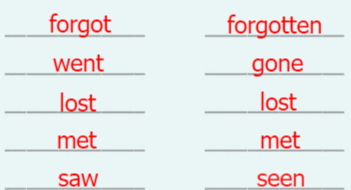 forgot forgotten
went gone
lost lost
met met
saw seen